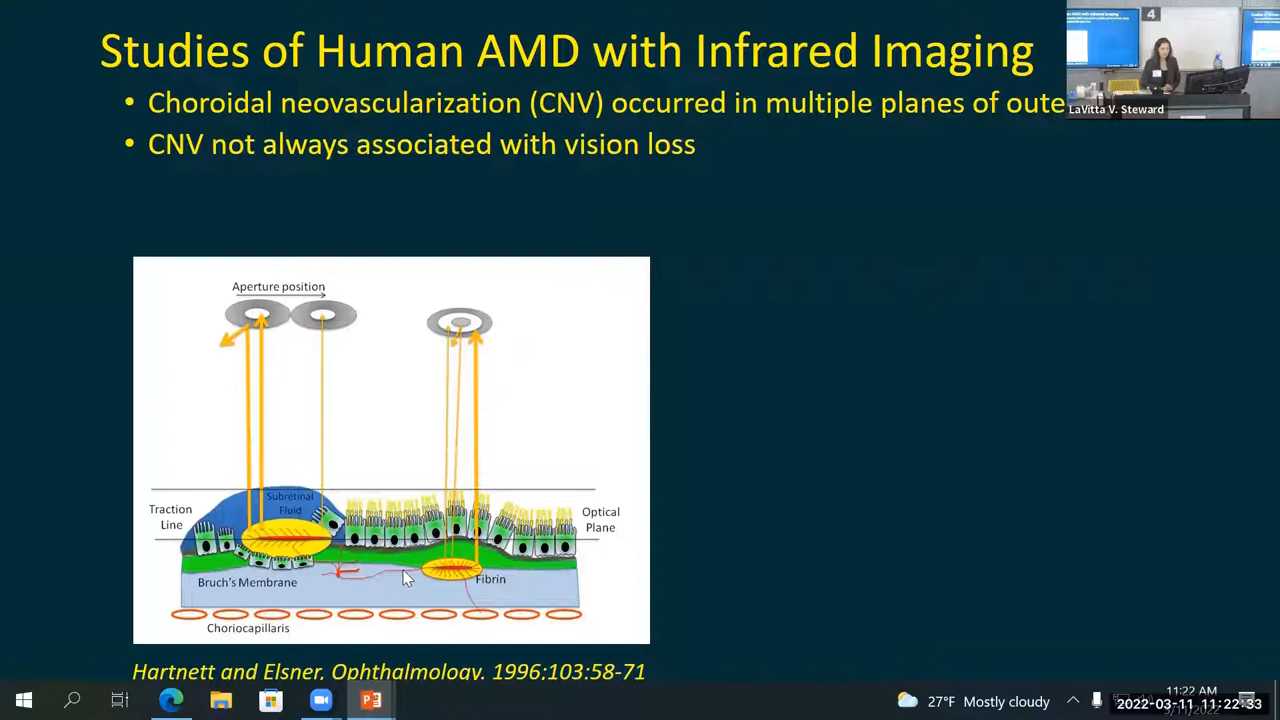 Studies of Human AMD with Infrared Imaging
• Choroidal neovascularization (CNV) occurred in multiple planes of oute
• CNV not always associated with vision loss
4
LaVitta V. Steward
Aperture position
Subretinal
Fluid
Traction
Line
Optical
Plane
Bruch's Membrane
Fibrin
Choriocapillaris
Hartnett and Elsner, Ophthalmology, 1996;103:58-71
27°F Mostly cloudy
11:22 AM
2022-03-11 11:22:33